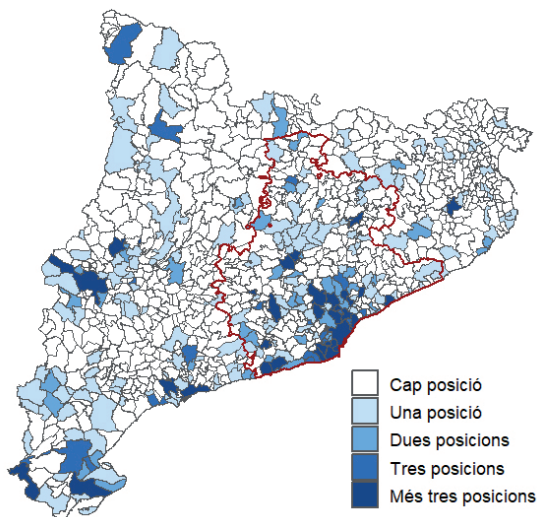 Cap posició
Una posició
Dues posicions
Tres posicions
Més tres posicions